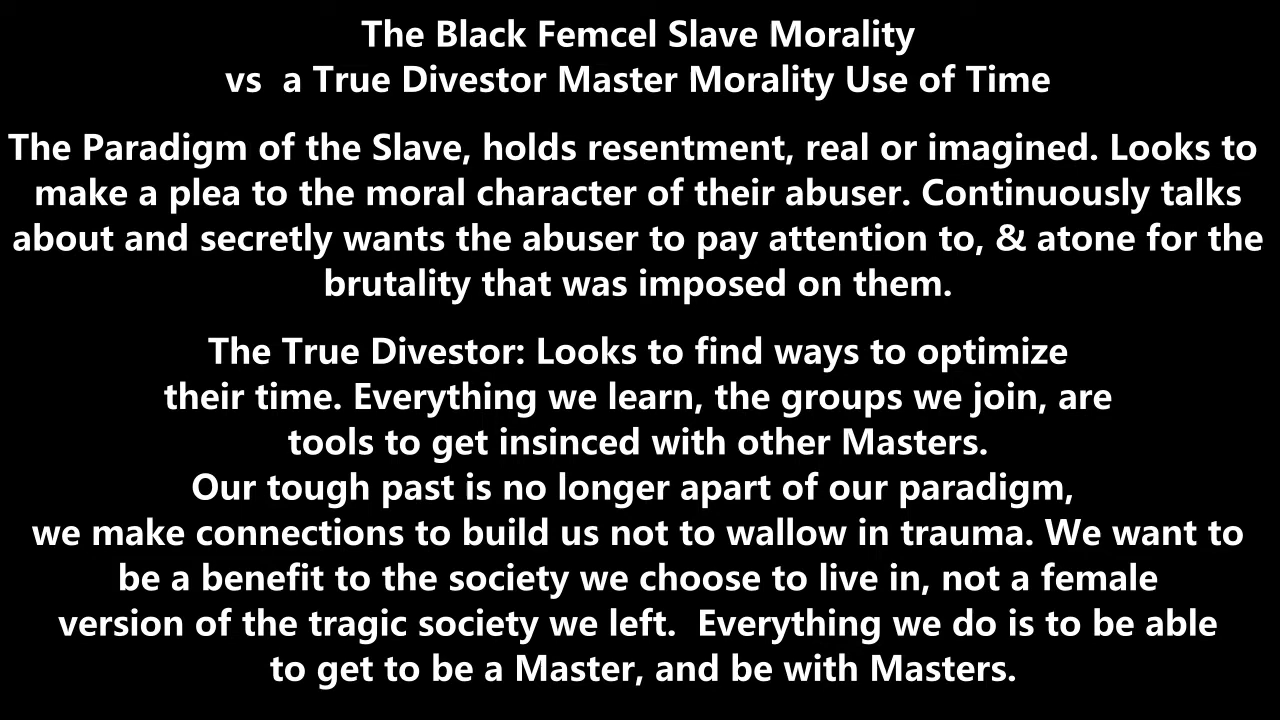 The Black Femcel Slave Morality
vs a True Divestor Master Morality Use of Time
The Paradigm of the Slave, holds resentment, real or imagined. Looks to
make a plea to the moral character of their abuser. Continuously talks
about and secretly wants the abuser to pay attention to, & atone for the
brutality that was imposed on them.
The True Divestor: Looks to find ways to optimize
their time. Everything we learn, the groups we join, are
tools to get insinced with other Masters.
Our tough past is no longer apart of our paradigm,
we make connections to build us not to wallow in trauma. We want to
be a benefit to the society we choose to live in, not a female
version of the tragic society we left. Everything we do is to be able
to get to be a Master, and be with Masters.